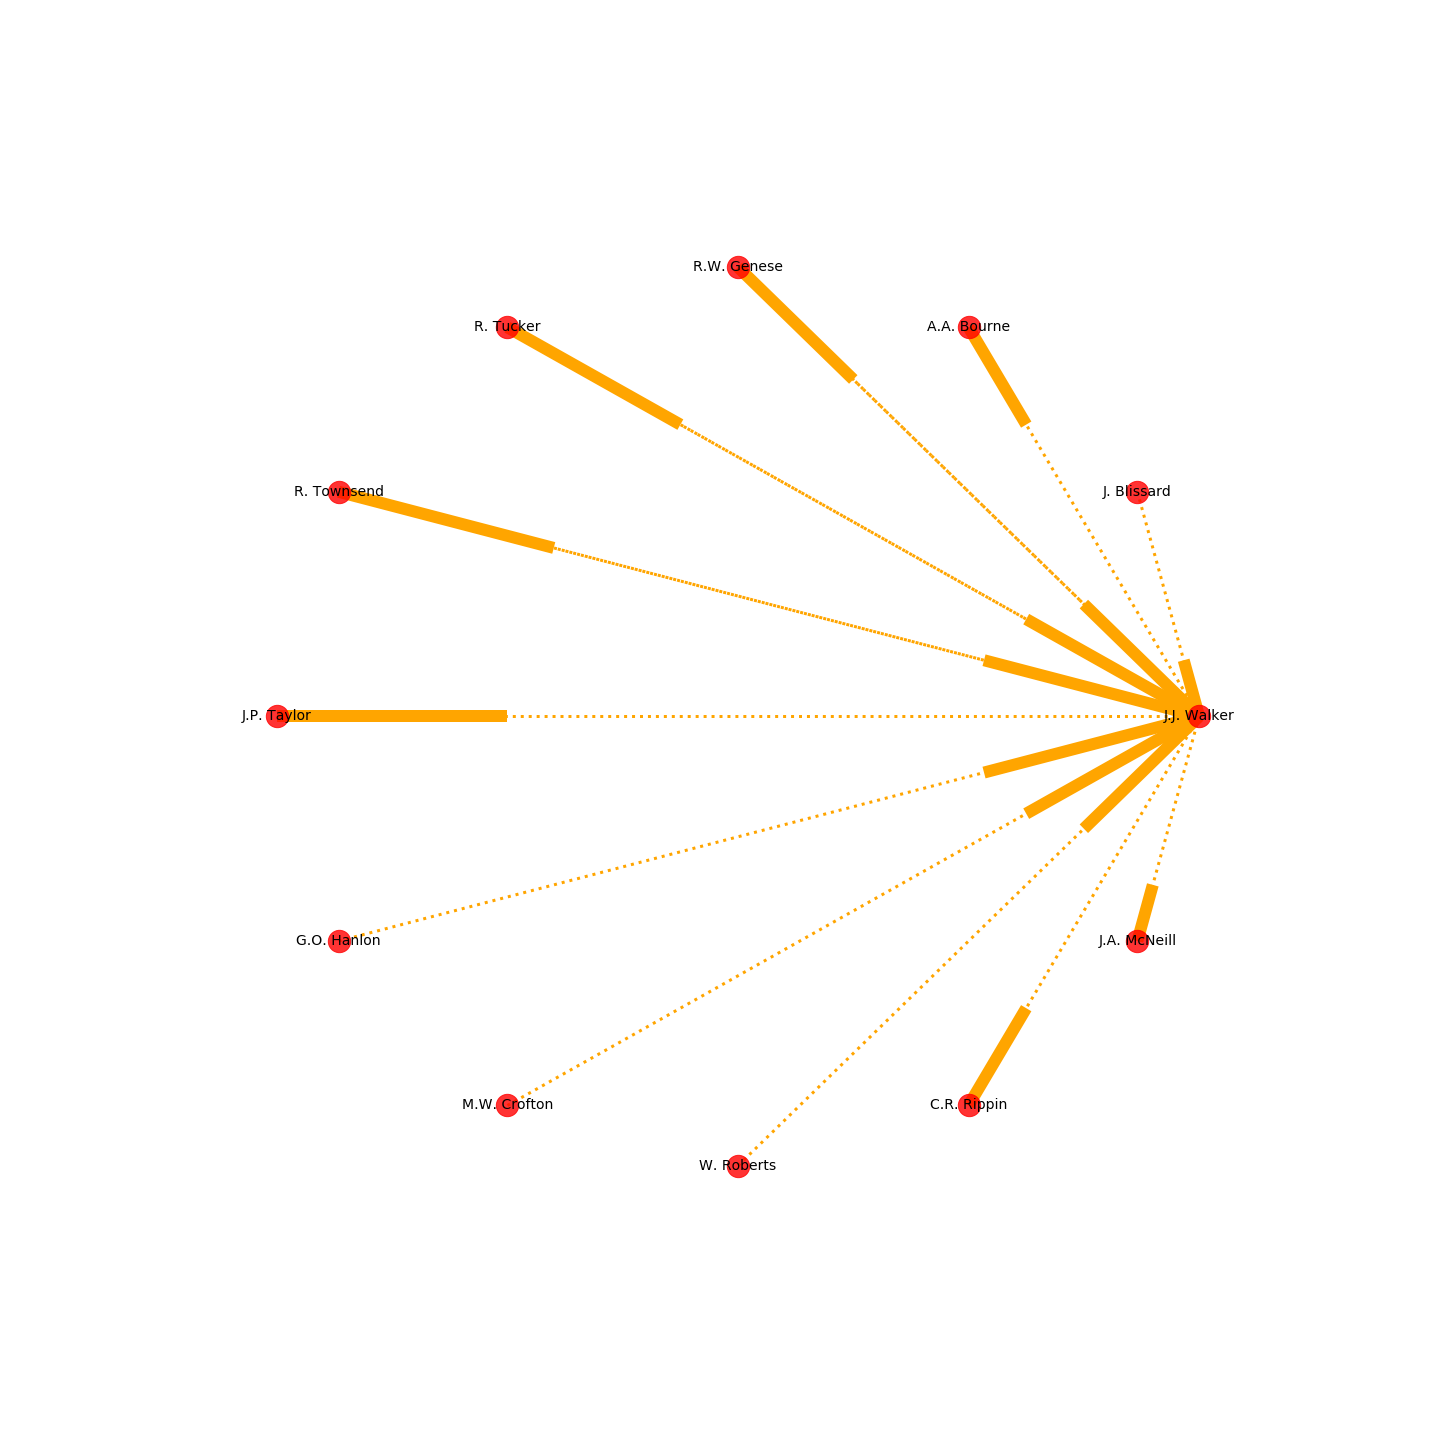 R.W. Genese
R. Tucker
A.A. Bourne
R. Townsend
J. Blissard
J.P. Taylor
J.J. Walker
G.O. Hanlon
J.A. McNeill
M.W. Crofton
C.R. Rippin
W. Roberts